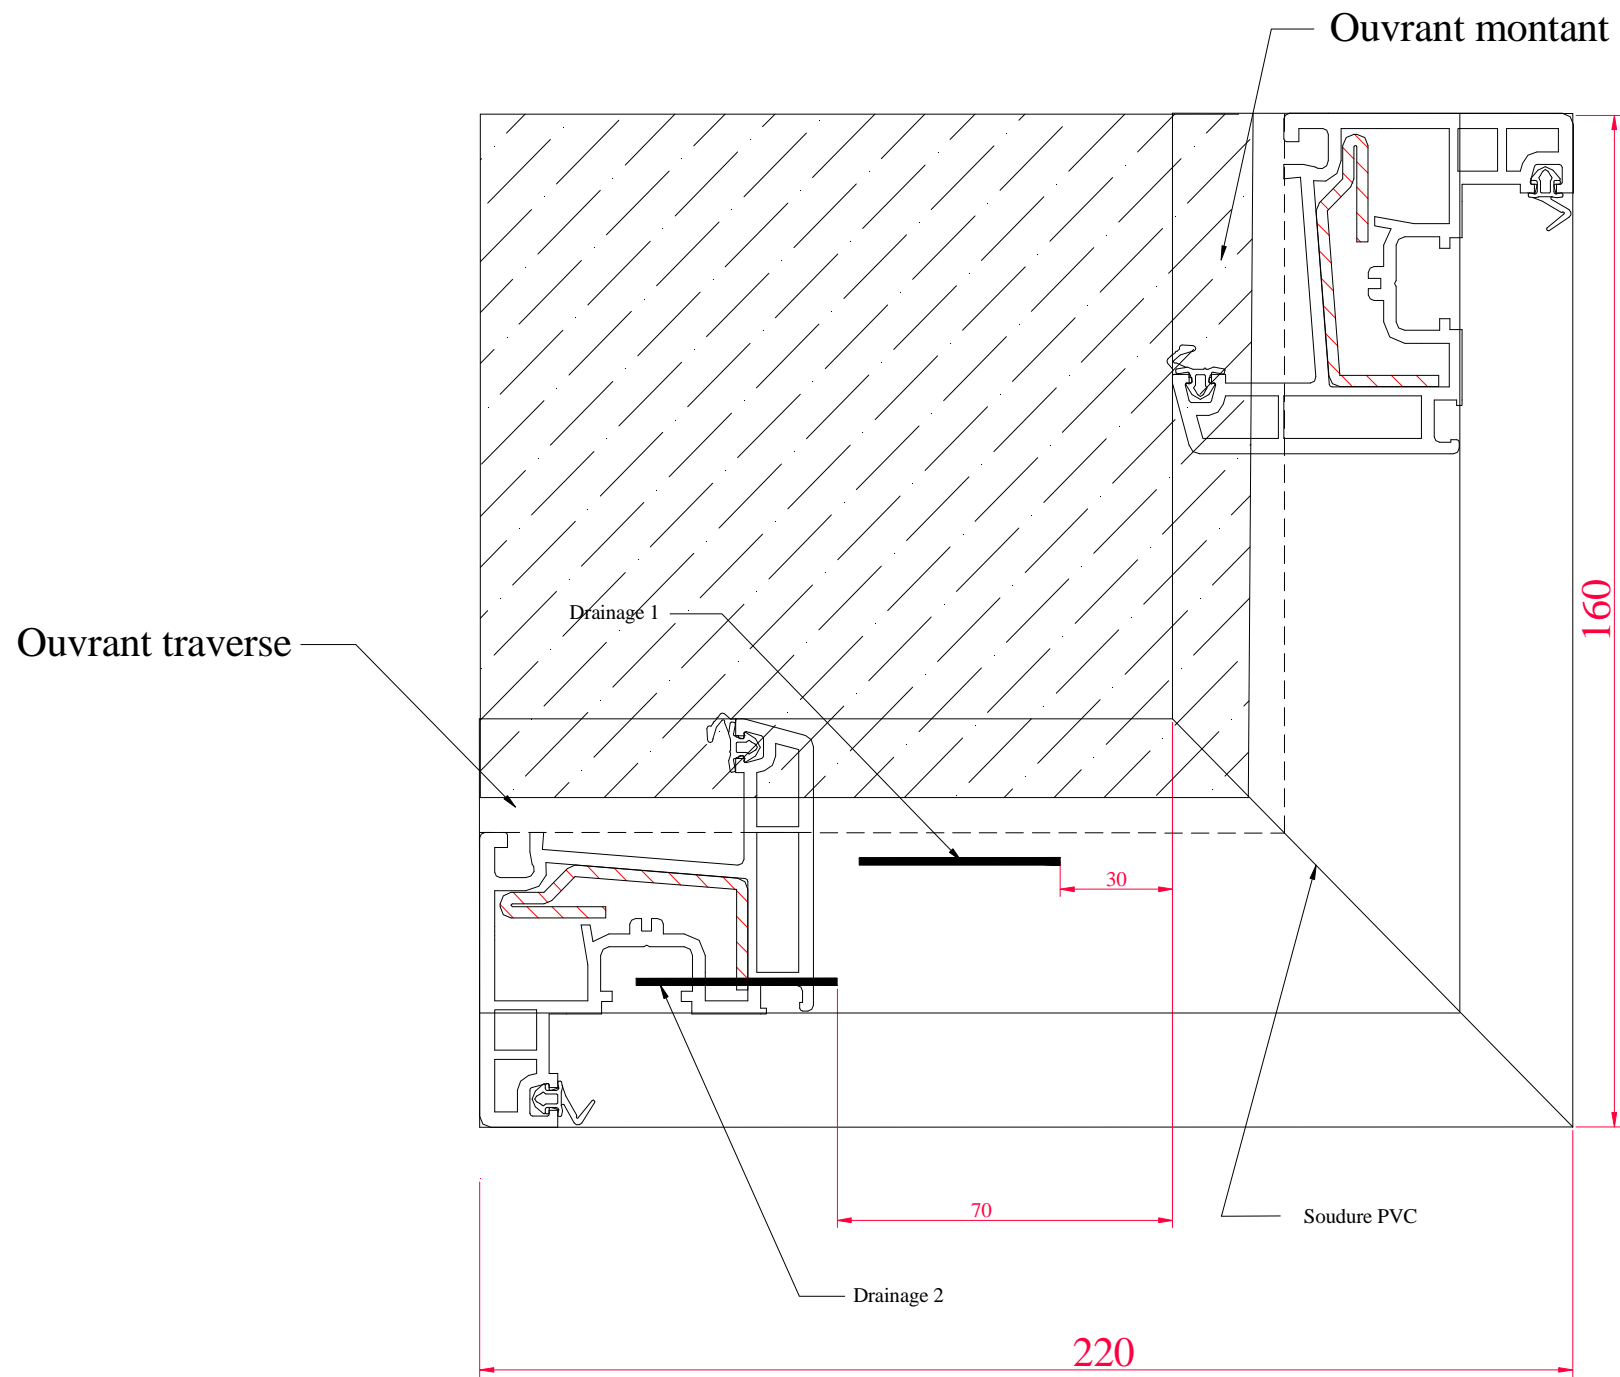 Ouvrant montant
160
Drainage 1
Ouvrant traverse
30
70
Soudure PVC
Drainage 2
220